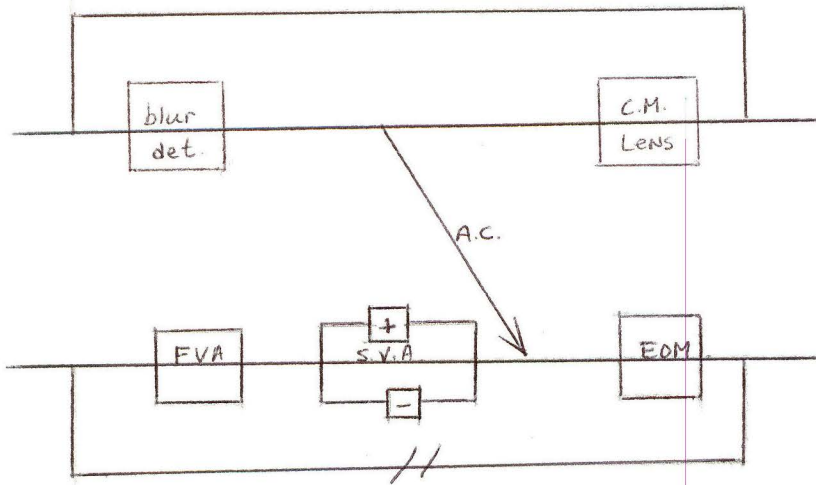 blur
det.
C.M.
LENS
A.C.
+
FVA
S.V.A.
EOM
-